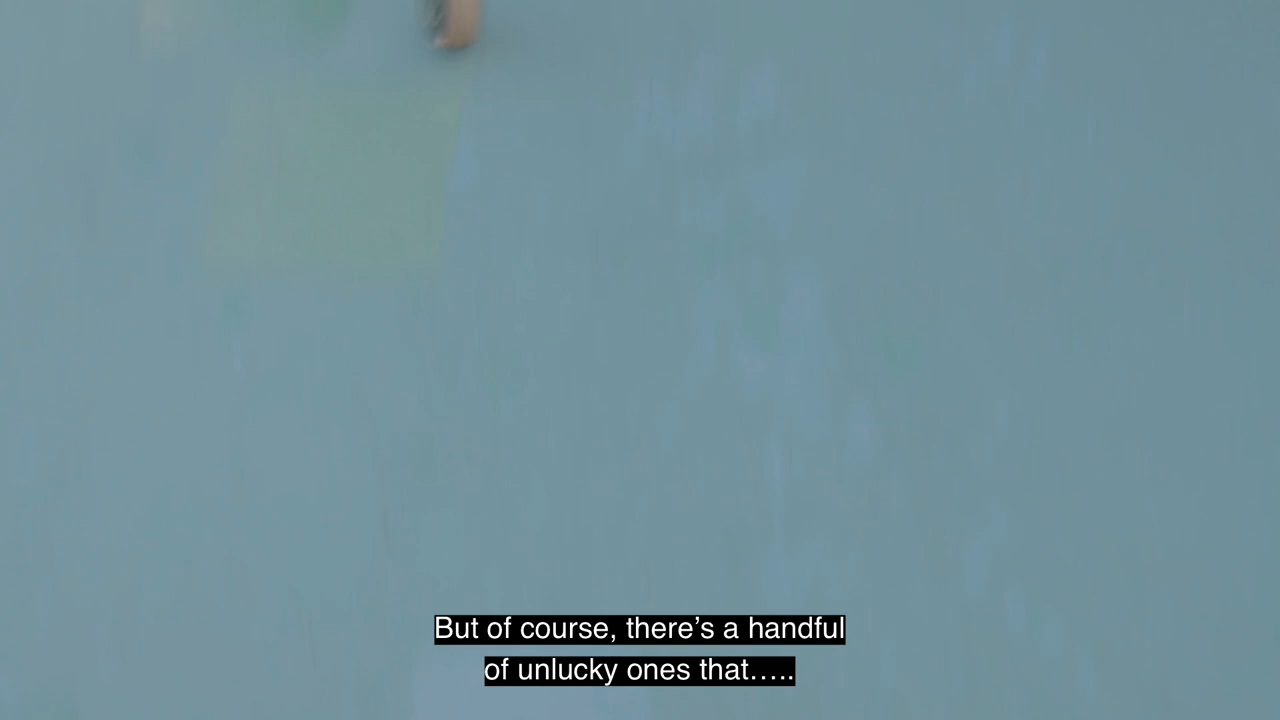 But of course, there’s a handful
of unlucky ones that…..